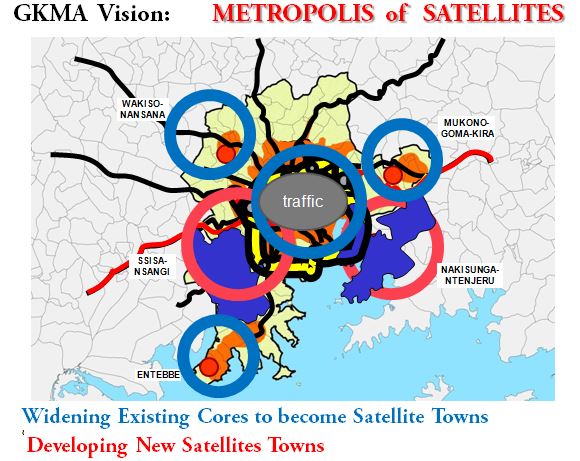 GKMA Vision: METROPOLIS of SATELLITES
WAKISO-
NANSANA
MUKONO-
GOMA-KIRA
traffic
SSISA-
NSANGI
NAKISUNGA-
NTENJERU
ENTEBBE
Widening Existing Cores to become Satellite Towns
Developing New Satellites Towns